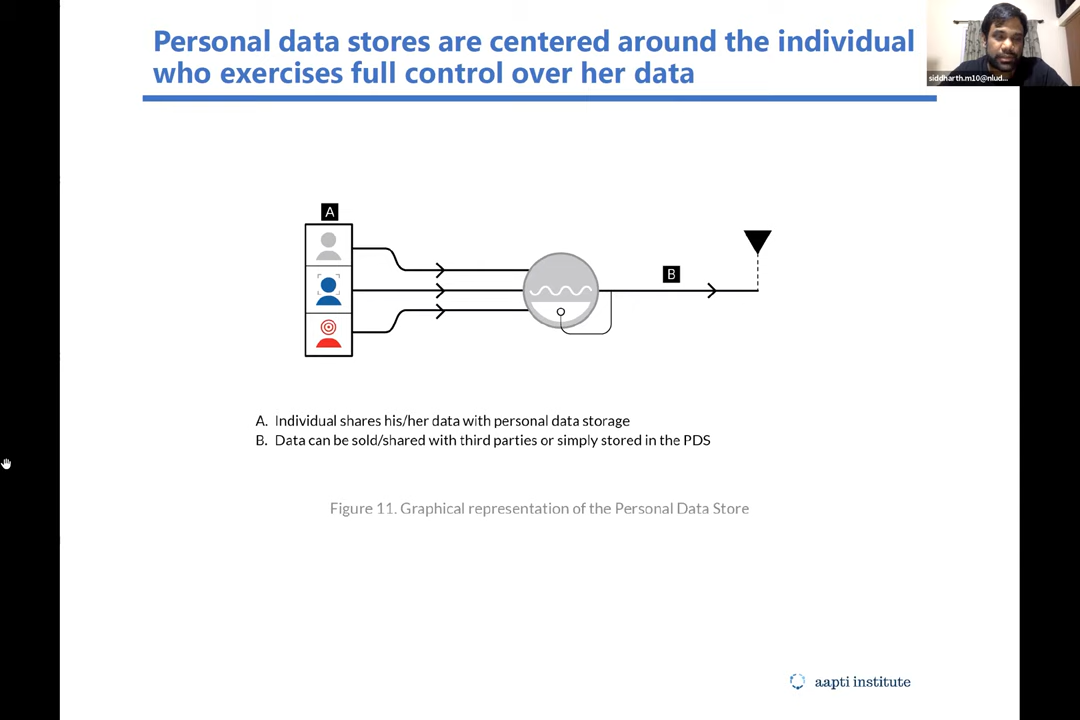 Personal data stores are centered around the individual
who exercises full control over her data
siddharth.m10@nlud...
A
B
A. Individual shares his/her data with personal data storage
B. Data can be sold/shared with third parties or simply stored in the PDS
Figure 11. Graphical representation of the Personal Data Store
aapti institute